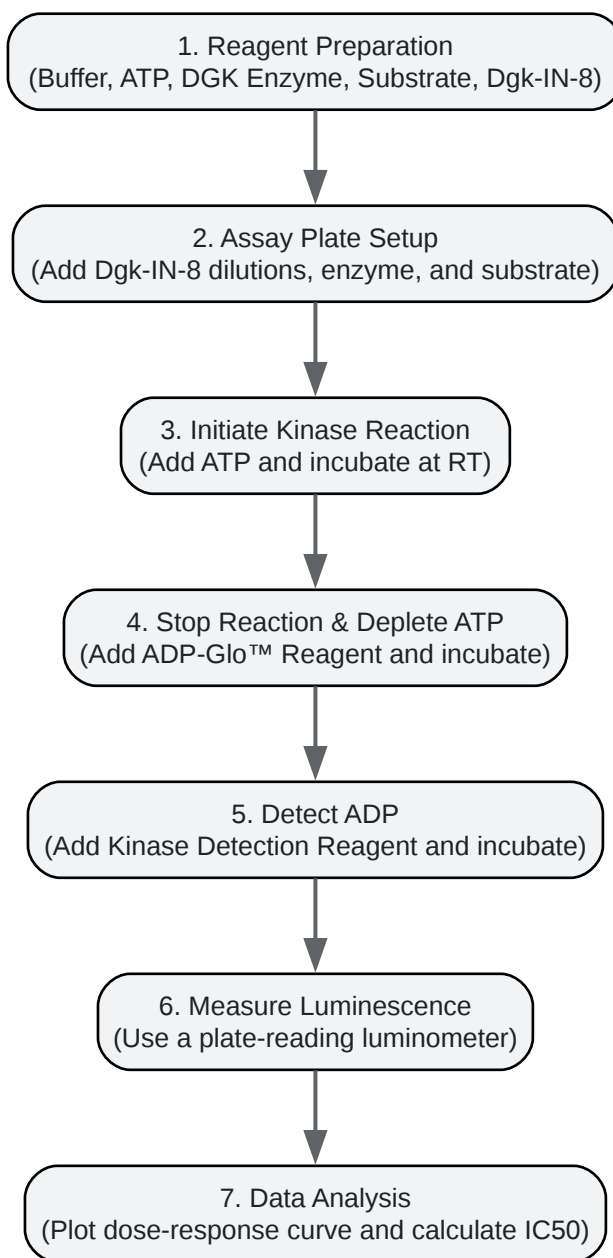 1. Reagent Preparation
(Buffer, ATP, DGK Enzyme, Substrate, Dgk-IN-8)
2. Assay Plate Setup
(Add Dgk-IN-8 dilutions, enzyme, and substrate)
3. Initiate Kinase Reaction
(Add ATP and incubate at RT)
4. Stop Reaction & Deplete ATP
(Add ADP-Glo™ Reagent and incubate)
5. Detect ADP
(Add Kinase Detection Reagent and incubate)
6. Measure Luminescence
(Use a plate-reading luminometer)
7. Data Analysis
(Plot dose-response curve and calculate IC50)